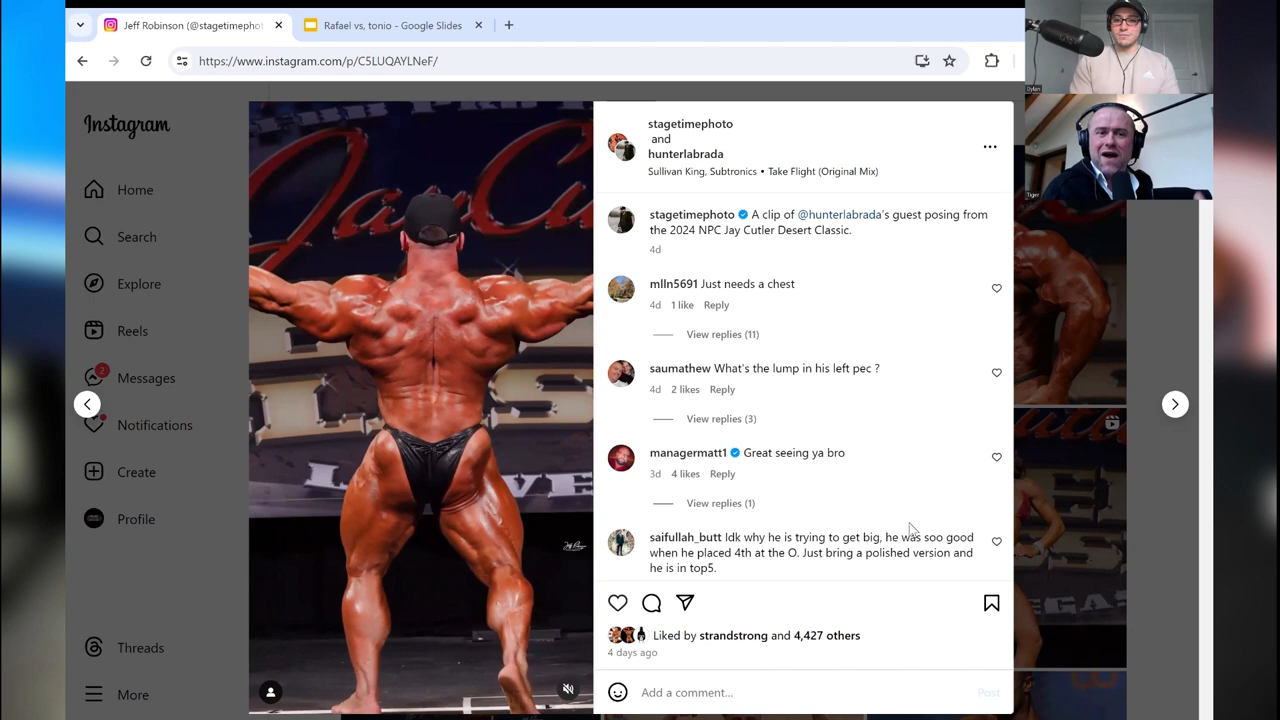 Jeff Robinson (@stagetimephot
Rafael vs, tonio - Google Slides
https://www.instagram.com/p/C5LUQAYLNeF/
Dylan
Tiger
Instagram
Home
Search
Explore
Reels
2
Messages
Notifications
Create
Profile
Threads
More
Jay Cu
stagetimephoto
and
hunterlabrada
Sullivan King, Subtronics • Take Flight (Original Mix)
stagetimephoto A clip of @hunterlabrada's guest posing from
the 2024 NPC Jay Cutler Desert Classic.
4d
mlln5691 Just needs a chest
4d 1 like Reply
View replies (11)
saumathew What's the lump in his left pec ?
4d 2 likes Reply
View replies (3)
managermatt1 Great seeing ya bro
3d 4 likes Reply
View replies (1)
saifullah_butt Idk why he is trying to get big, he was soo good
when he placed 4th at the O. Just bring a polished version and
he is in top5.
Liked by strandstrong and 4,427 others
4 days ago
Add a comment...
Post